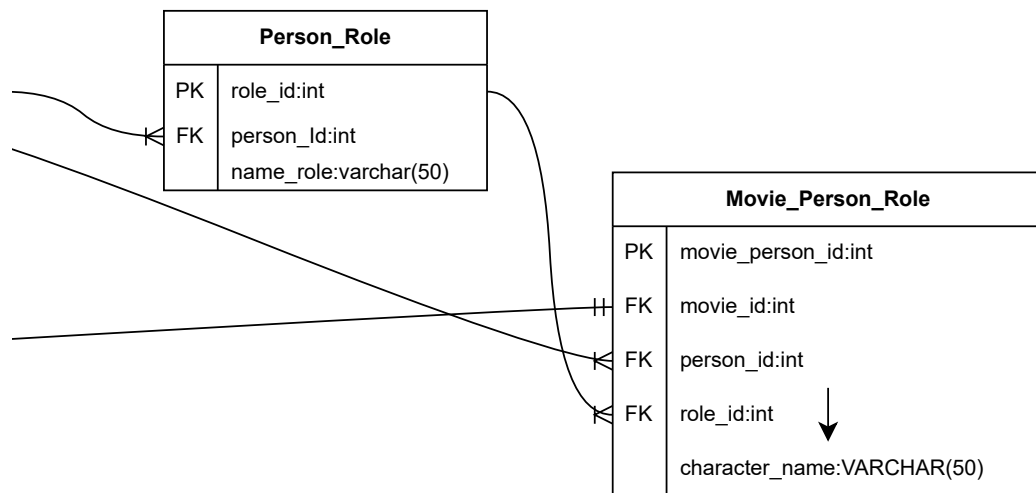 Person_Role
PK role_id:int
FK person_Id:int
name_role:varchar(50)
Movie_Person_Role
PK movie_person_id:int
FK movie_id:int
FK person_id:int
FK role_id:int
character_name:VARCHAR(50)